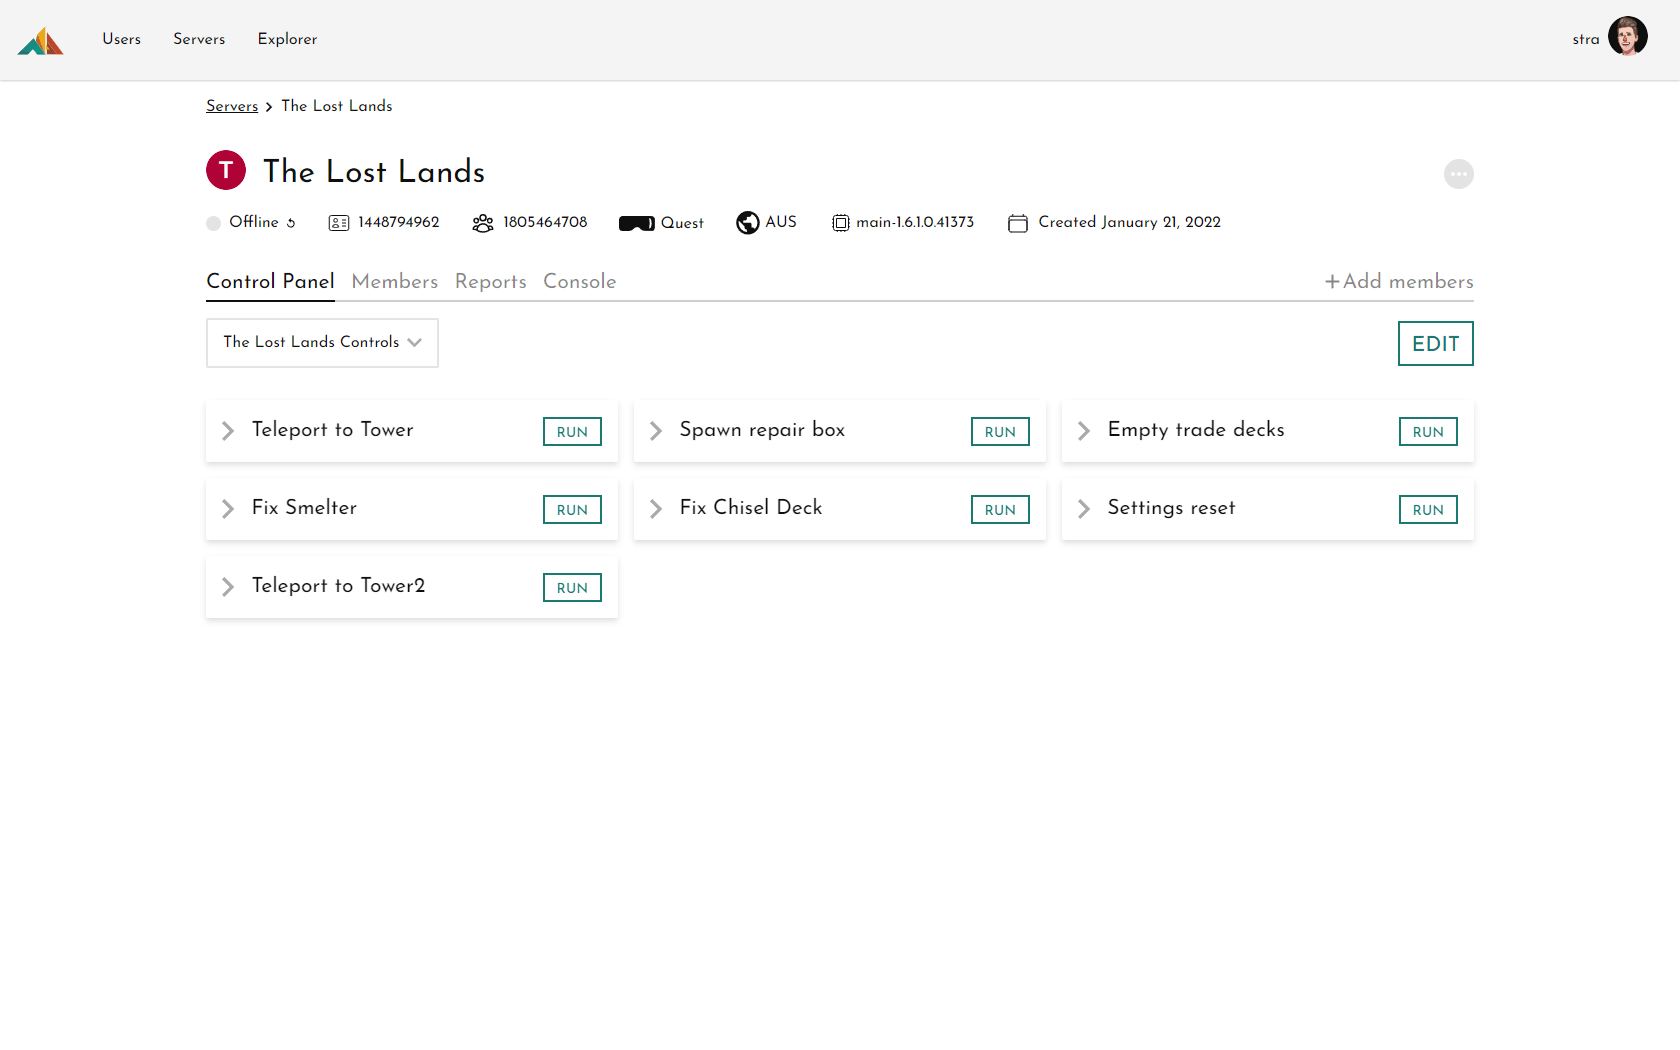 Users Servers Explorer stra
Servers The Lost Lands
T The Lost Lands
Offline 1448794962 1805464708 Quest AUS main-1.6.1.0.41373 Created January 21, 2022
Control Panel Members Reports Console +Add members
The Lost Lands Controls EDIT
Teleport to Tower RUN Spawn repair box RUN Empty trade decks RUN
Fix Smelter RUN Fix Chisel Deck RUN Settings reset RUN
Teleport to Tower2 RUN